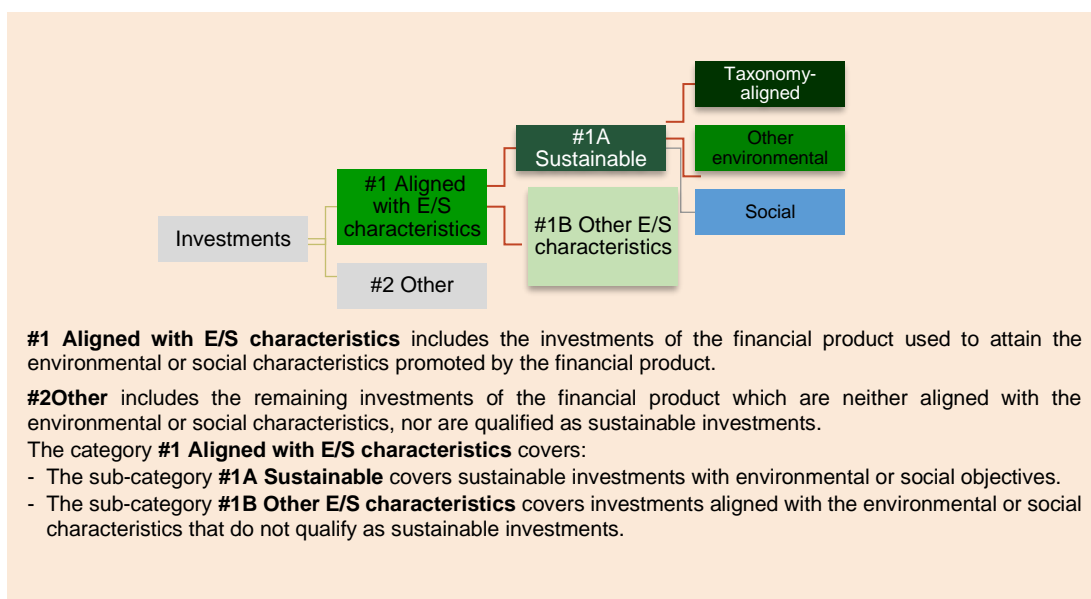 Taxonomy-
aligned
#1A
Sustainable
Other
environmental
#1 Aligned
with E/S
characteristics
Social
#1B Other E/S
characteristics
Investments
#2 Other
#1 Aligned with E/S characteristics includes the investments of the financial product used to attain the
environmental or social characteristics promoted by the financial product.
#2Other includes the remaining investments of the financial product which are neither aligned with the
environmental or social characteristics, nor are qualified as sustainable investments.
The category #1 Aligned with E/S characteristics covers:
- The sub-category #1A Sustainable covers sustainable investments with environmental or social objectives.
- The sub-category #1B Other E/S characteristics covers investments aligned with the environmental or social
characteristics that do not qualify as sustainable investments.